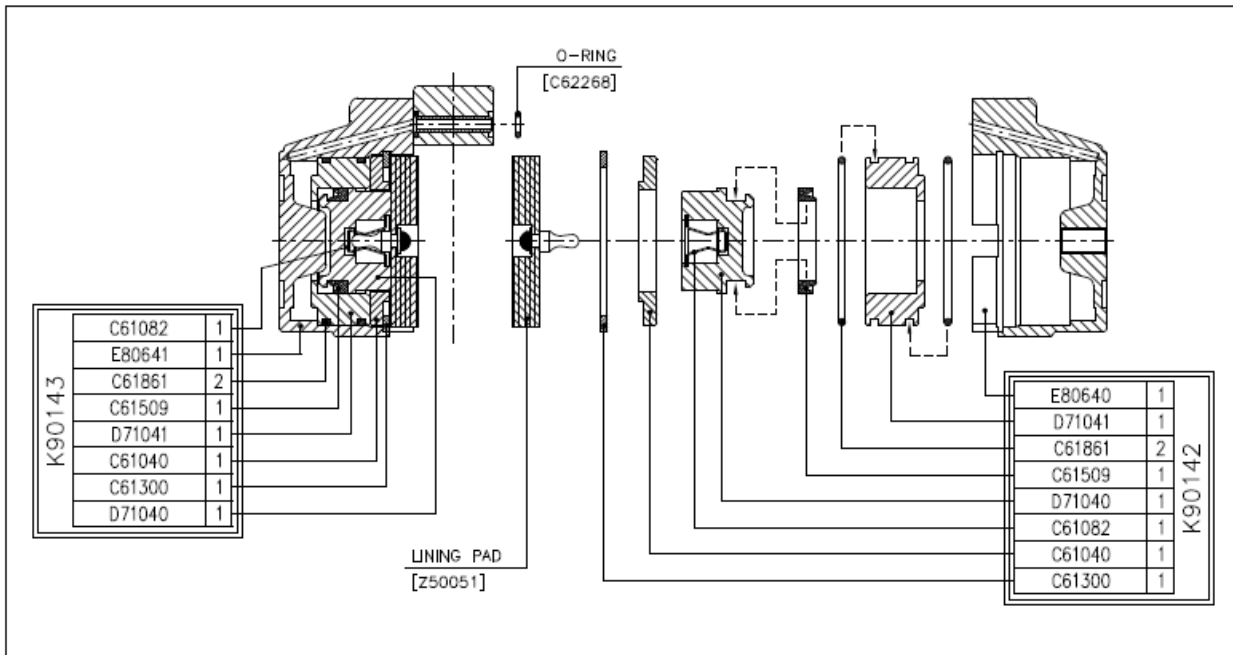 O-RING
[C62268]
K90143
C61082 1
E80641 1
C61861 2
C61509 1
D71041 1
C61040 1
C61300 1
D71040 1
LINING PAD
[Z50051]
E80640 1
D71041 1
C61861 2
C61509 1
D71040 1
C61082 1
C61040 1
C61300 1
K90142